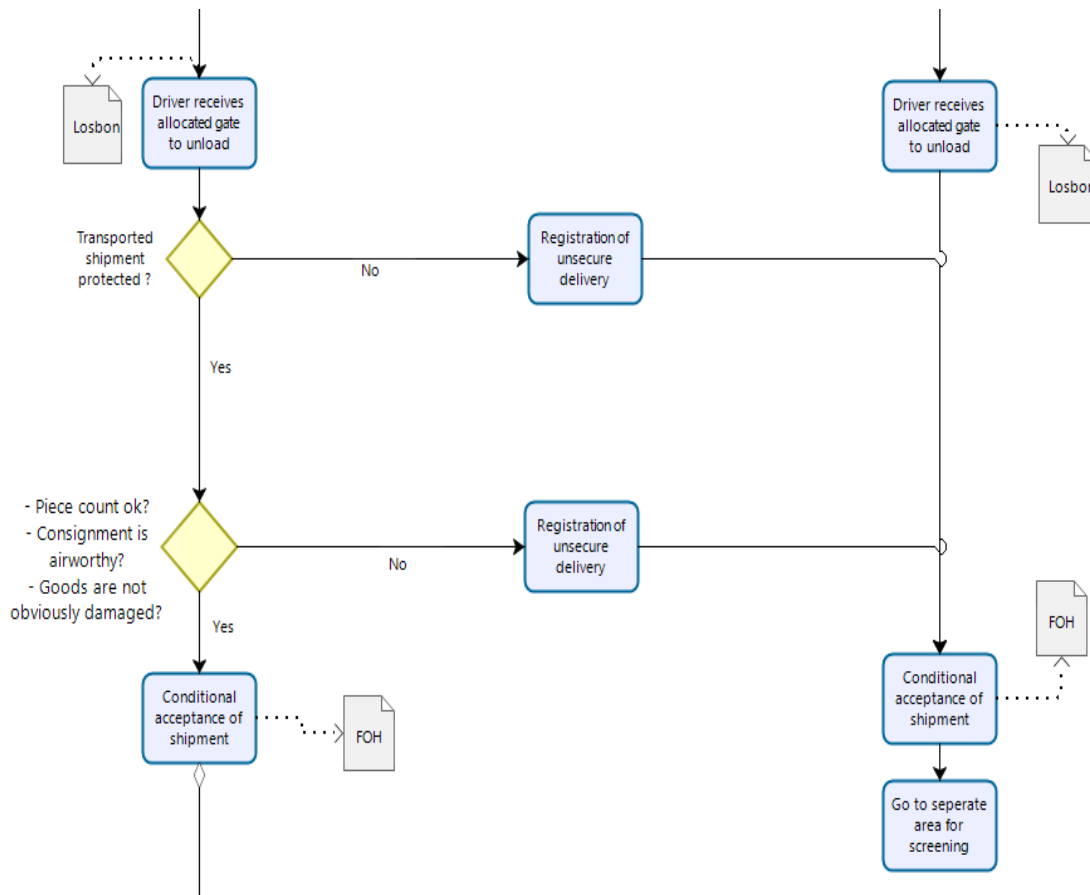 Losbon
Driver receives
allocated gate
to unload
Driver receives
allocated gate
to unload
Losbon
Transported
shipment
protected ?
No
Registration of
unsecure
delivery
Yes
- Piece count ok?
- Consignment is
airworthy?
- Goods are not
obviously damaged?
No
Registration of
unsecure
delivery
Yes
FOH
Conditional
acceptance of
shipment
FOH
Conditional
acceptance of
shipment
Go to seperate
area for
screening